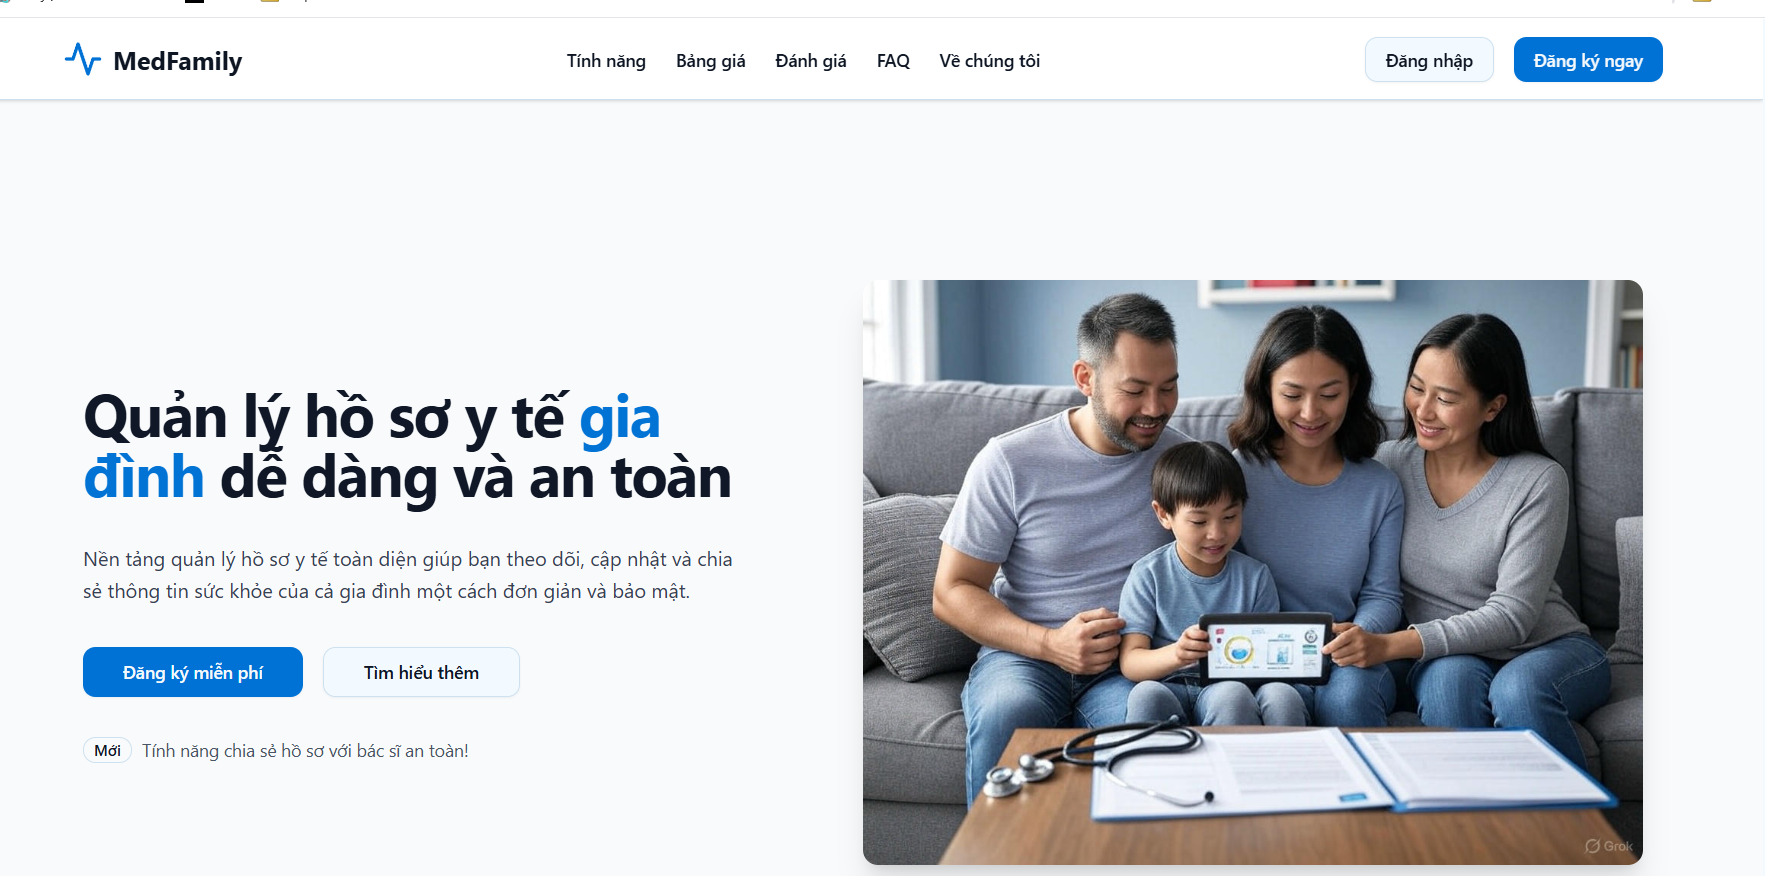 MedFamily
Tính năng
Bảng giá
Đánh giá
FAQ
Về chúng tôi
Đăng nhập
Đăng ký ngay
Quản lý hồ sơ y tế gia
đình dễ dàng và an toàn
Nền tảng quản lý hồ sơ y tế toàn diện giúp bạn theo dõi, cập nhật và chia
sẻ thông tin sức khỏe của cả gia đình một cách đơn giản và bảo mật.
Đăng ký miễn phí
Tìm hiểu thêm
Mới Tính năng chia sẻ hồ sơ với bác sĩ an toàn!
Grok